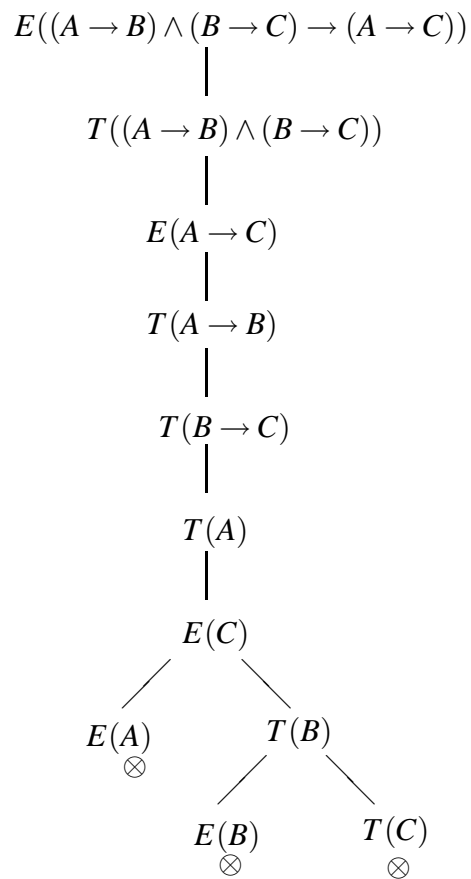 E((A → B) ∧ (B → C) → (A → C))
T((A → B) ∧ (B → C))
E(A → C)
T(A → B)
T(B → C)
T(A)
E(C)
E(A) T(B)
⊗
E(B) T(C)
⊗ ⊗